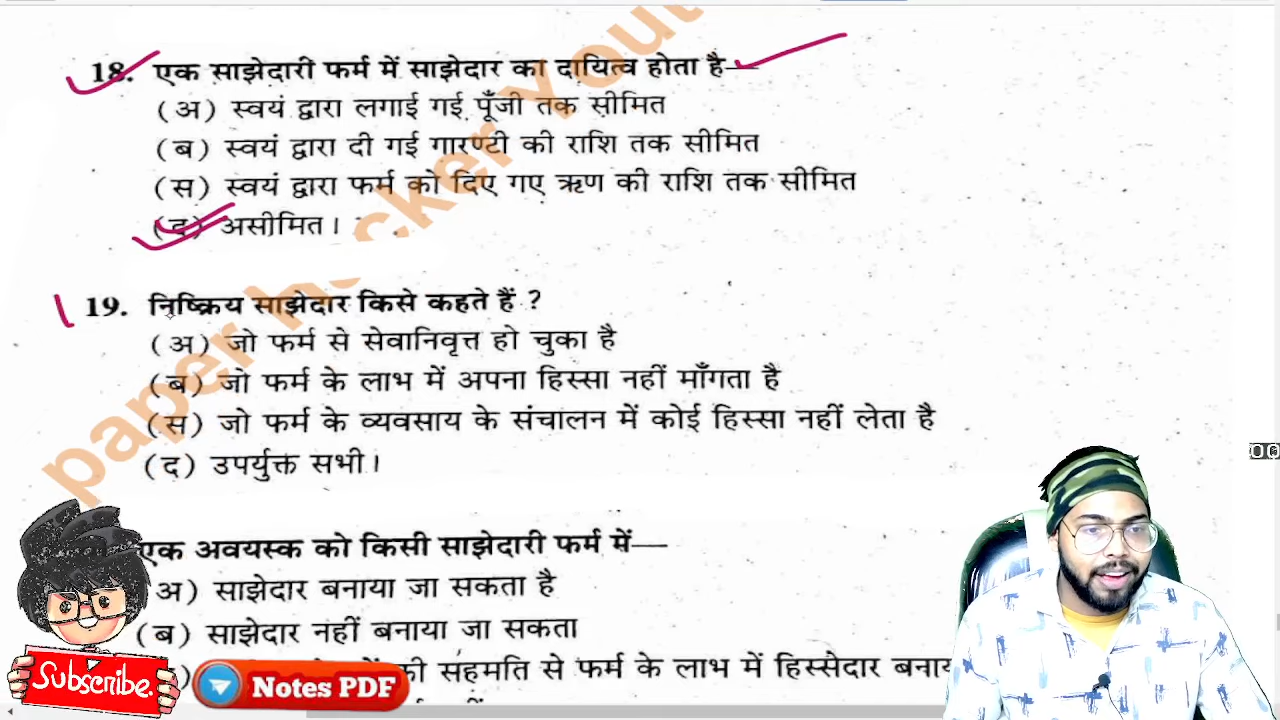 18. एक साझेदारी फर्म में साझेदार का दायित्व होता है—
(अ) स्वयं द्वारा लगाई गई पूँजी तक सीमित
(ब) स्वयं द्वारा दी गई गारण्टी की राशि तक सीमित
(स) स्वयं द्वारा फर्म को दिए गए ऋण की राशि तक सीमित
(द) असीमित।
19. निष्क्रिय साझेदार किसे कहते हैं ?
(अ) जो फर्म से सेवानिवृत्त हो चुका है
(ब) जो फर्म के लाभ में अपना हिस्सा नहीं माँगता है
(स) जो फर्म के व्यवसाय के संचालन में कोई हिस्सा नहीं लेता है
(द) उपर्युक्त सभी।
एक अवयस्क को किसी साझेदारी फर्म में—
अ) साझेदार बनाया जा सकता है
(ब) साझेदार नहीं बनाया जा सकता
की सहमति से फर्म के लाभ में हिस्सेदार
paper
Subscribe.
Notes PDF